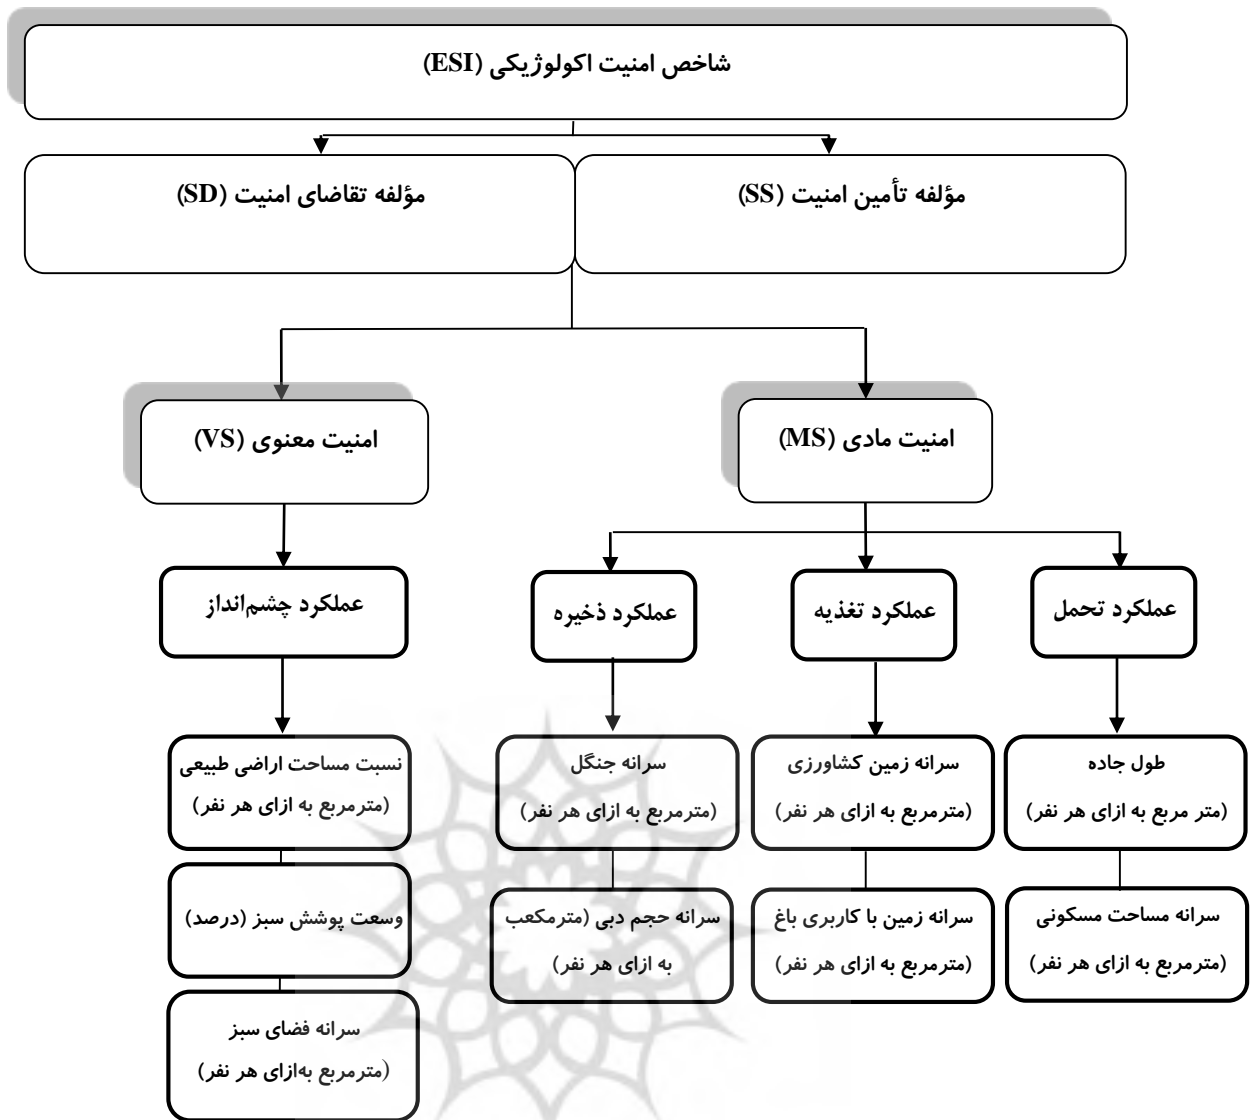 شاخص امنیت اکولوژیکی (ESI)
مؤلفه تأمین امنیت (SS)
مؤلفه تقاضای امنیت (SD)
امنیت مادی (MS)
امنیت معنوی (VS)
عملکرد تحمل
عملکرد تغذیه
عملکرد ذخیره
عملکرد چشم‌انداز
طول جاده
(متر مربع به ازای هر نفر)
سرانه مساحت مسکونی
(مترمربع به ازای هر نفر)
سرانه زمین کشاورزی
(مترمربع به ازای هر نفر)
سرانه زمین با کاربری باغ
(مترمربع به ازای هر نفر)
سرانه جنگل
(مترمربع به ازای هر نفر)
سرانه حجم دبی (مترمکعب
به ازای هر نفر)
نسبت مساحت اراضی طبیعی
(مترمربع به ازای هر نفر)
وسعت پوشش سبز (درصد)
سرانه فضای سبز
(مترمربع به‌ازای هر نفر)